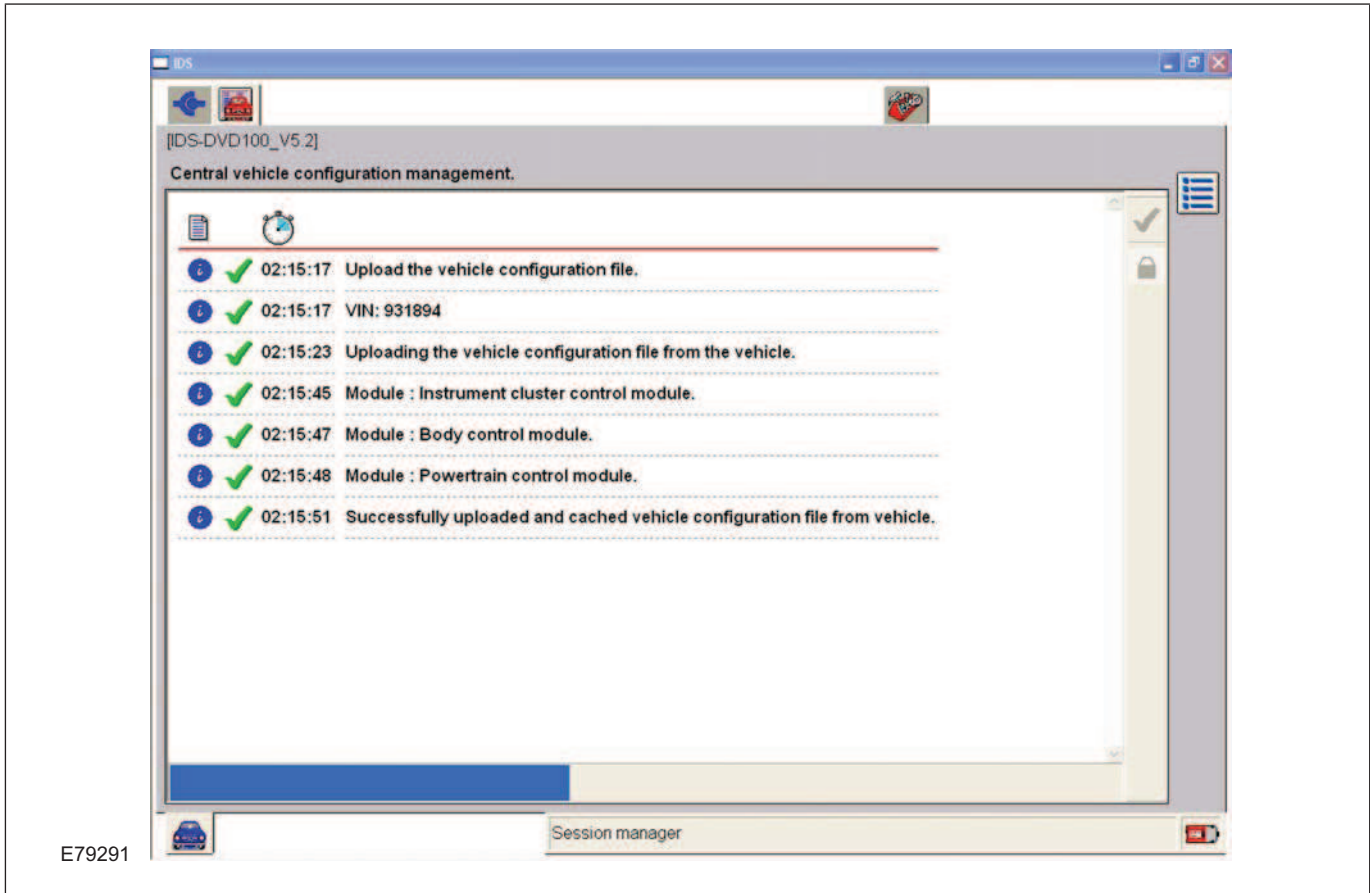 IDS
[IDS-DVD100_V5.2]
Central vehicle configuration management.
02:15:17 Upload the vehicle configuration file.
02:15:17 VIN: 931894
02:15:23 Uploading the vehicle configuration file from the vehicle.
02:15:45 Module : Instrument cluster control module.
02:15:47 Module : Body control module.
02:15:48 Module : Powertrain control module.
02:15:51 Successfully uploaded and cached vehicle configuration file from vehicle.
Session manager
E79291